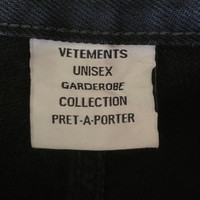 VETEMENTS
UNISEX
GARDEROBE
COLLECTION
PRET-A-PORTER